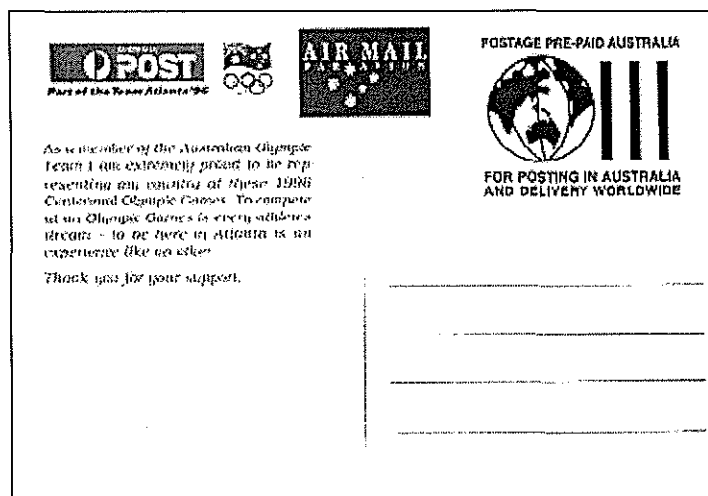 POST
Part of the Team Atlanta '96
AIR MAIL
PAR AVION
POSTAGE PRE-PAID AUSTRALIA
FOR POSTING IN AUSTRALIA
AND DELIVERY WORLDWIDE
As a member of the Australian Olympic
Team I am extremely proud to be rep-
resenting my country at these 1996
Centennial Olympic Games. To compete
at an Olympic Games is every athletes
dream - to be here in Atlanta is an
experience like no other.
Thank you for your support.